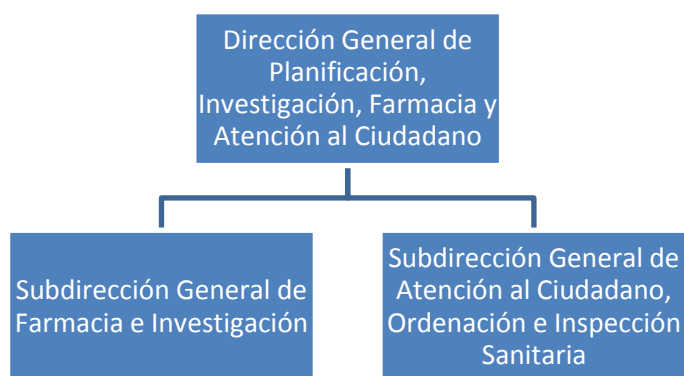 Dirección General de
Planificación,
Investigación, Farmacia y
Atención al Ciudadano
Subdirección General de
Farmacia e Investigación
Subdirección General de
Atención al Ciudadano,
Ordenación e Inspección
Sanitaria